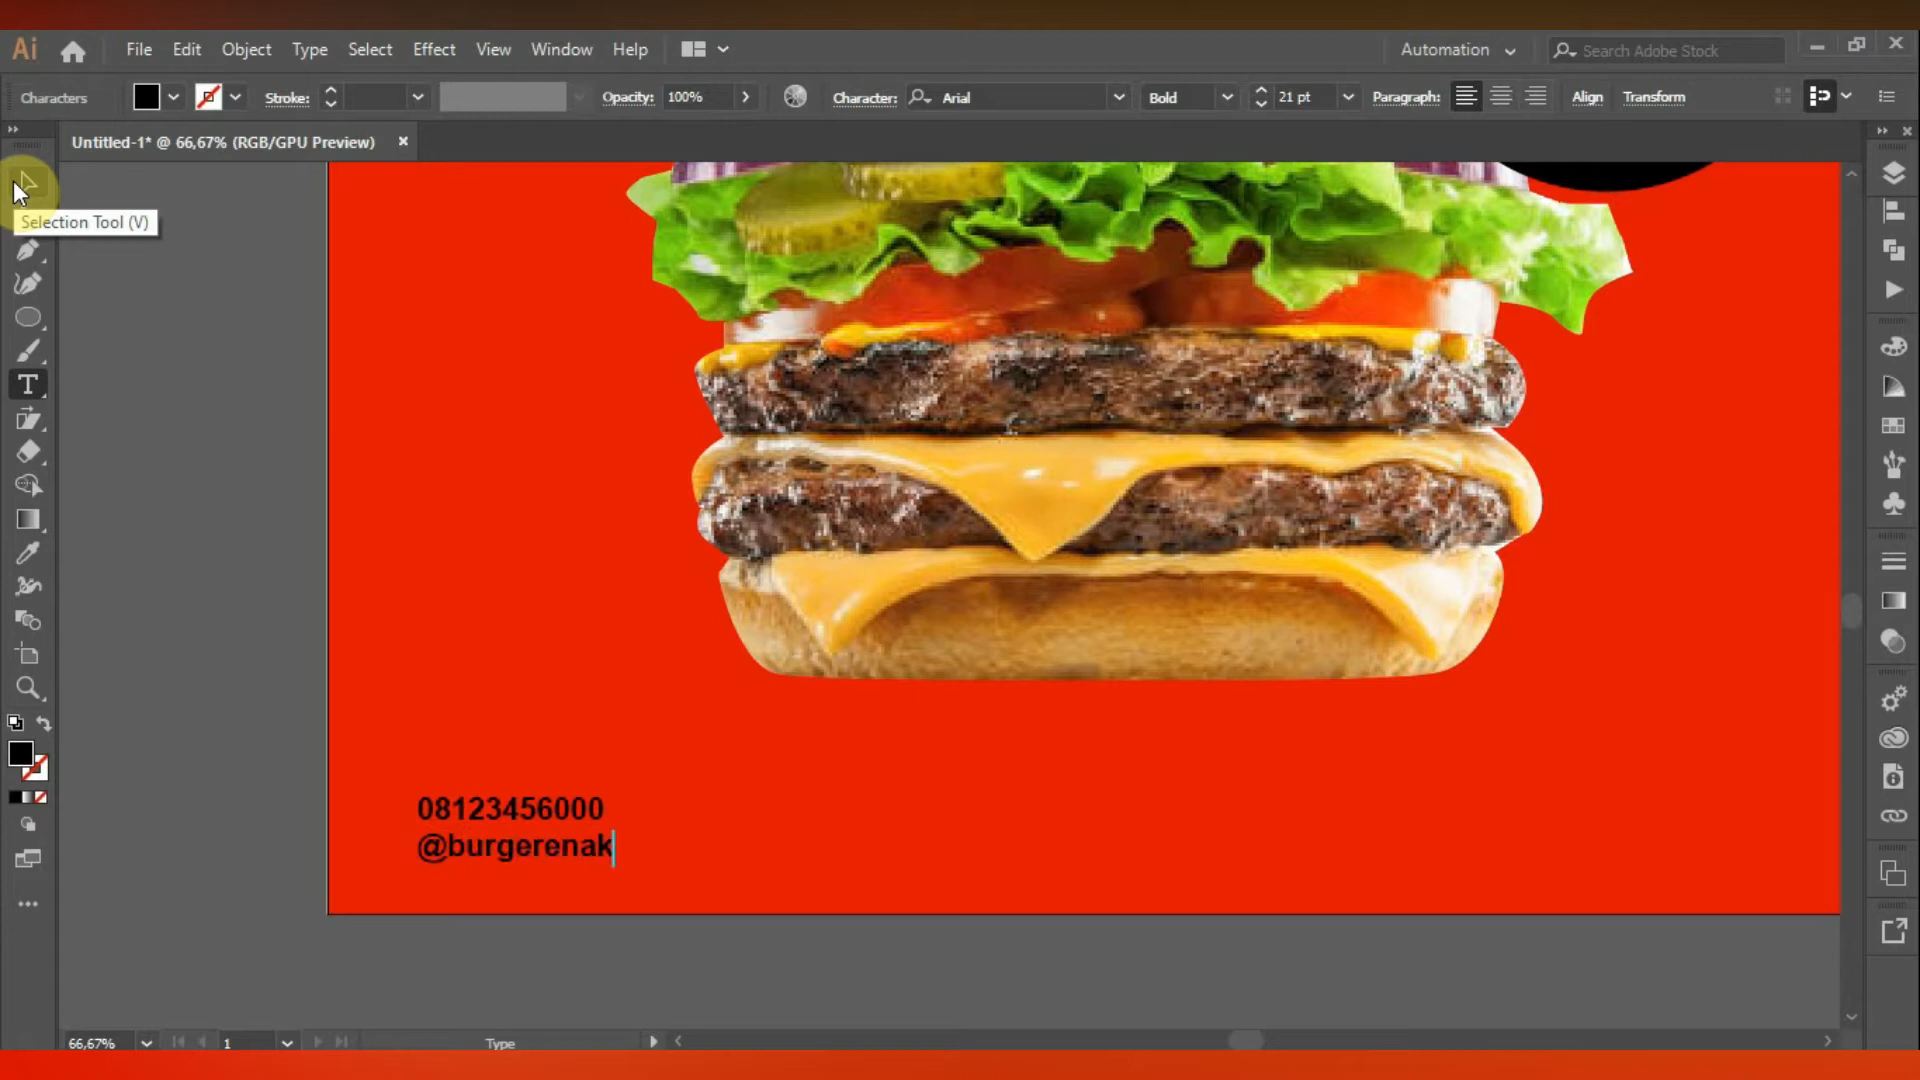 Ai File Edit Object Type Select Effect View Window Help Automation Search Adobe Stock
Characters Stroke: Opacity: 100% Character: Arial Bold 21 pt Paragraph: Align Transform
Untitled-1* @ 66,67% (RGB/GPU Preview)
Selection Tool (V)
08123456000
@burgerenak
66,67% 1 Type